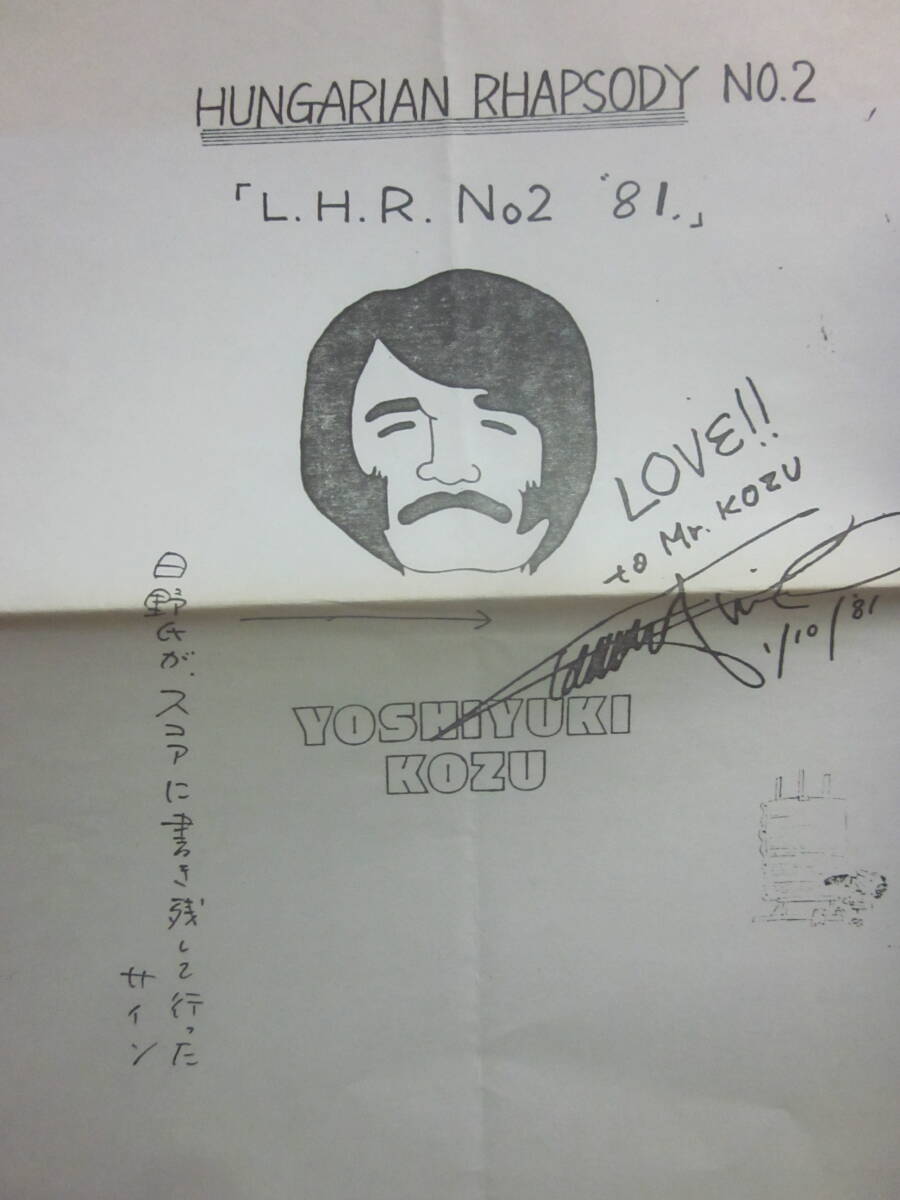 HUNGARIAN RHAPSODY NO.2
「L.H.R. No2 '81.」
LOVE!!
to Mr. KOZU
1/10/'81
YOSHIYUKI
KOZU
日野氏が、スコアに書き残して行った
サイン